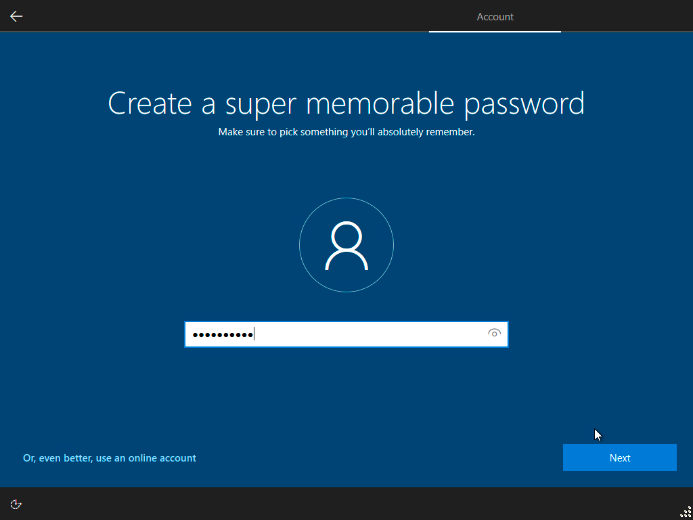 Account
Create a super memorable password
Make sure to pick something you'll absolutely remember.
••••••••••
Or, even better, use an online account
Next